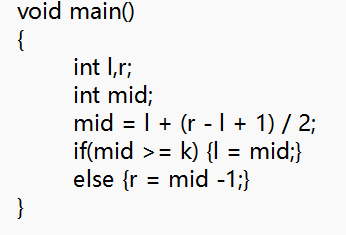 void main()
{
int l,r;
int mid;
mid = l + (r - l + 1) / 2;
if(mid >= k) {l = mid;}
else {r = mid -1;}
}